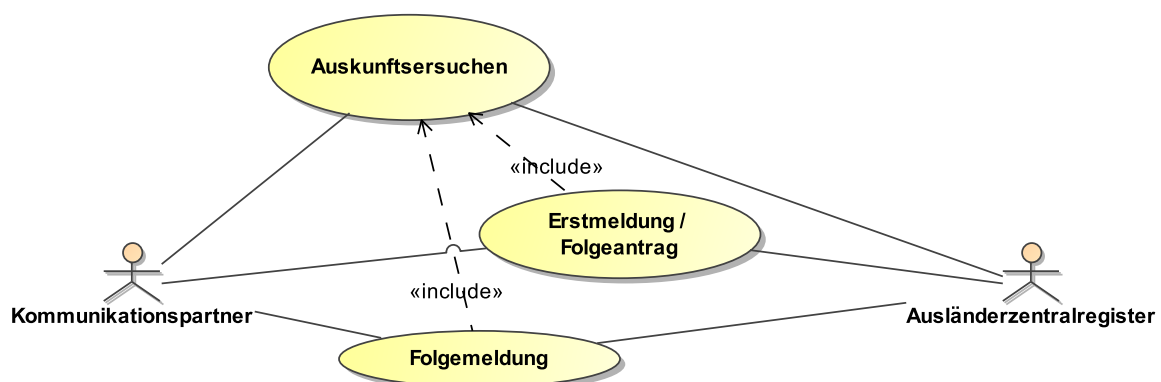 Auskunftsersuchen
«include»
Erstmeldung /
Folgeantrag
«include»
Kommunikationspartner
Ausländerzentralregister
Folgemeldung